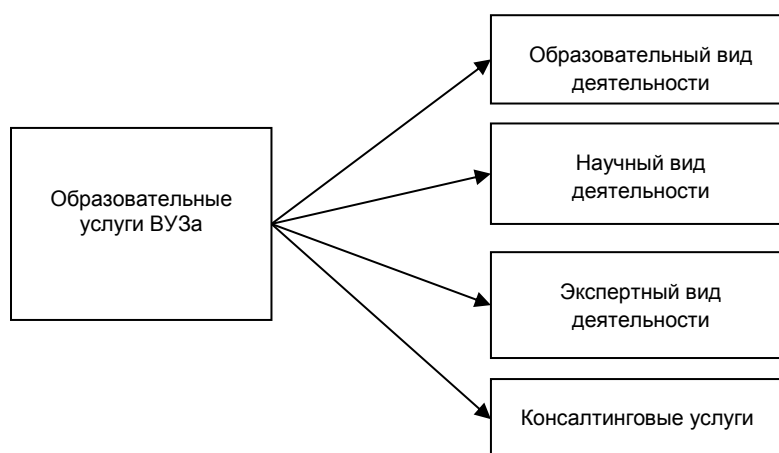 Образовательный вид
деятельности
Научный вид
деятельности
Образовательные
услуги ВУЗа
Экспертный вид
деятельности
Консалтинговые услуги